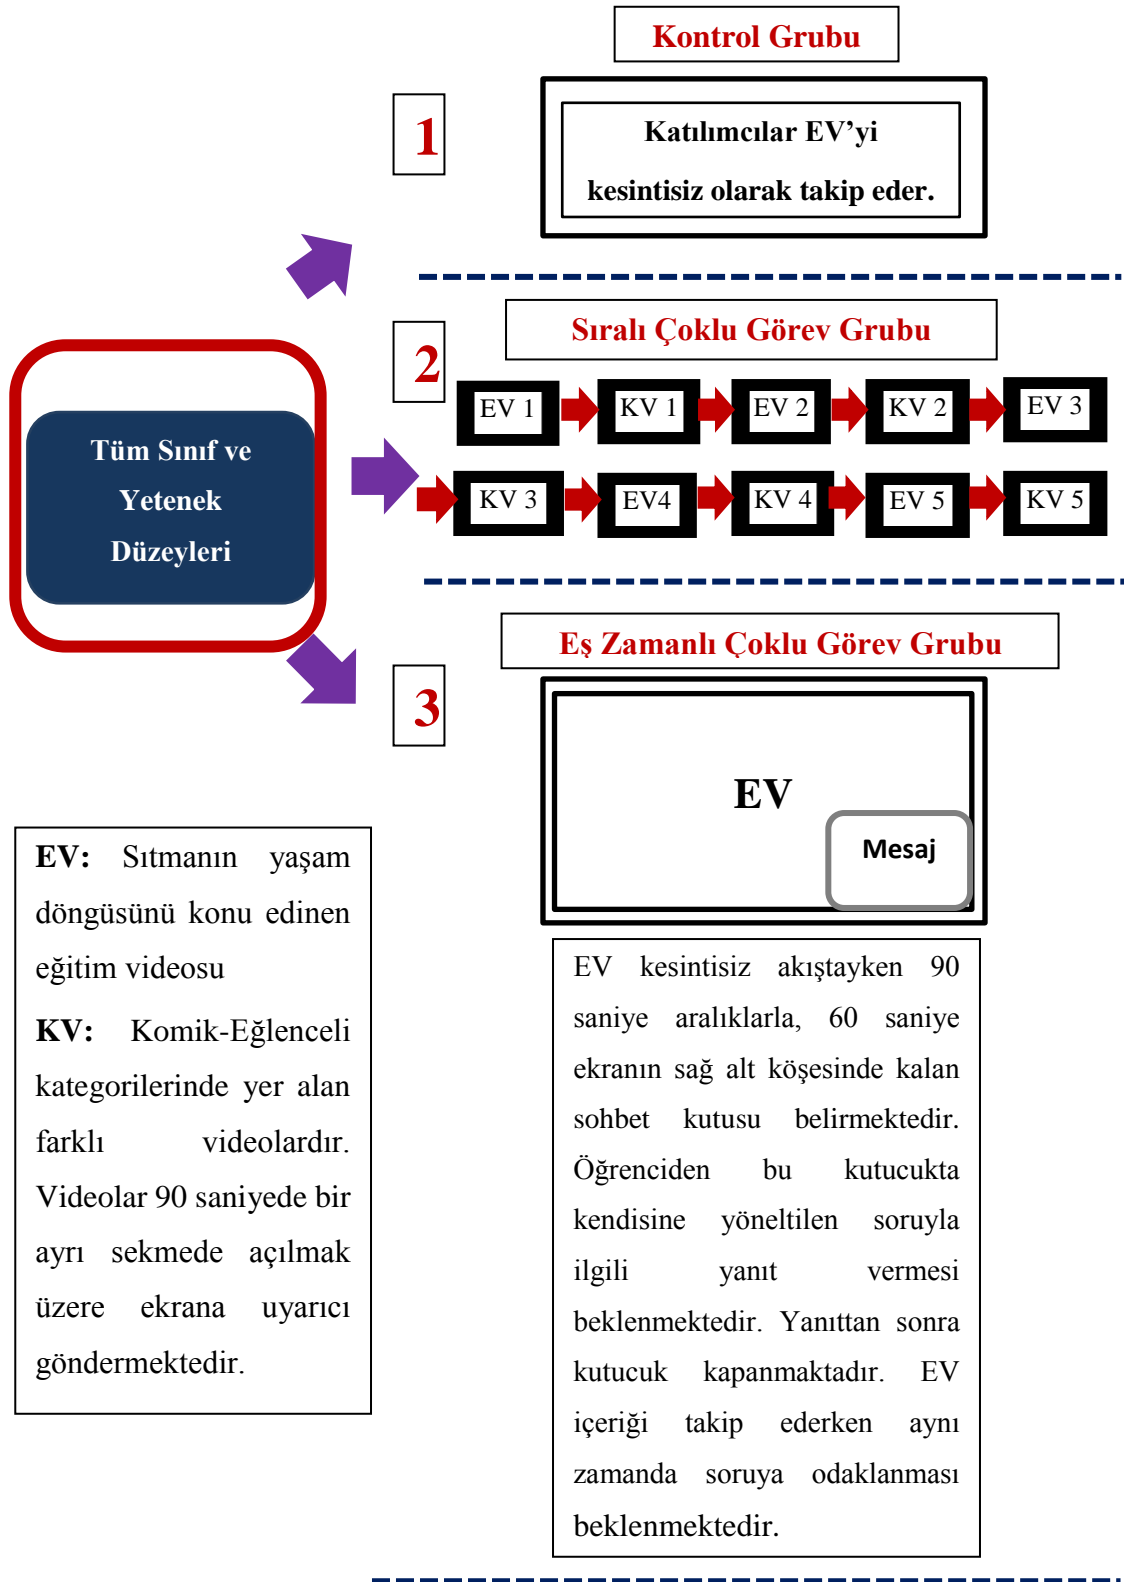 Kontrol Grubu
1
Katılımcılar EV’yi
kesintisiz olarak takip eder.
Sıralı Çoklu Görev Grubu
2
EV 1 KV 1 EV 2 KV 2 EV 3
KV 3 EV4 KV 4 EV 5 KV 5
Tüm Sınıf ve
Yetenek
Düzeyleri
Eş Zamanlı Çoklu Görev Grubu
3
EV
Mesaj
EV: Sıtmanın yaşam
döngüsünü konu edinen
eğitim videosu
KV: Komik-Eğlenceli
kategorilerinde yer alan
farklı videolardır.
Videolar 90 saniyede bir
ayrı sekmede açılmak
üzere ekrana uyarıcı
göndermektedir.
EV kesintisiz akıştayken 90
saniye aralıklarla, 60 saniye
ekranın sağ alt köşesinde kalan
sohbet kutusu belirmektedir.
Öğrenciden bu kutucukta
kendisine yöneltilen soruyla
ilgili yanıt vermesi
beklenmektedir. Yanıttan sonra
kutucuk kapanmaktadır. EV
içeriği takip ederken aynı
zamanda soruya odaklanması
beklenmektedir.